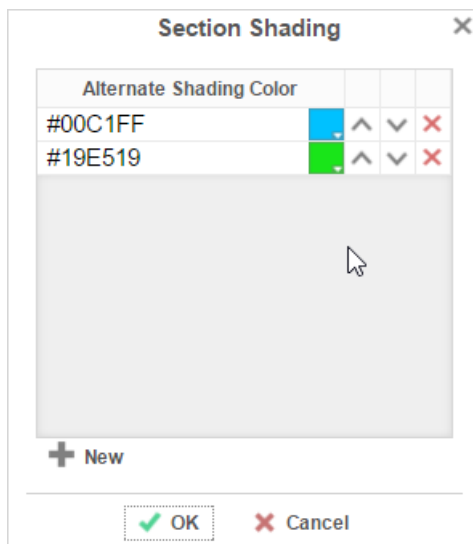 Section Shading
Alternate Shading Color
#00C1FF
#19E519
New
OK Cancel